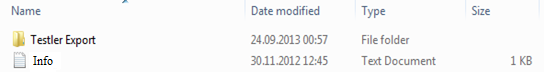 Name Date modified Type Size
Testler Export 24.09.2013 00:57 File folder
Info 30.11.2012 12:45 Text Document 1 KB